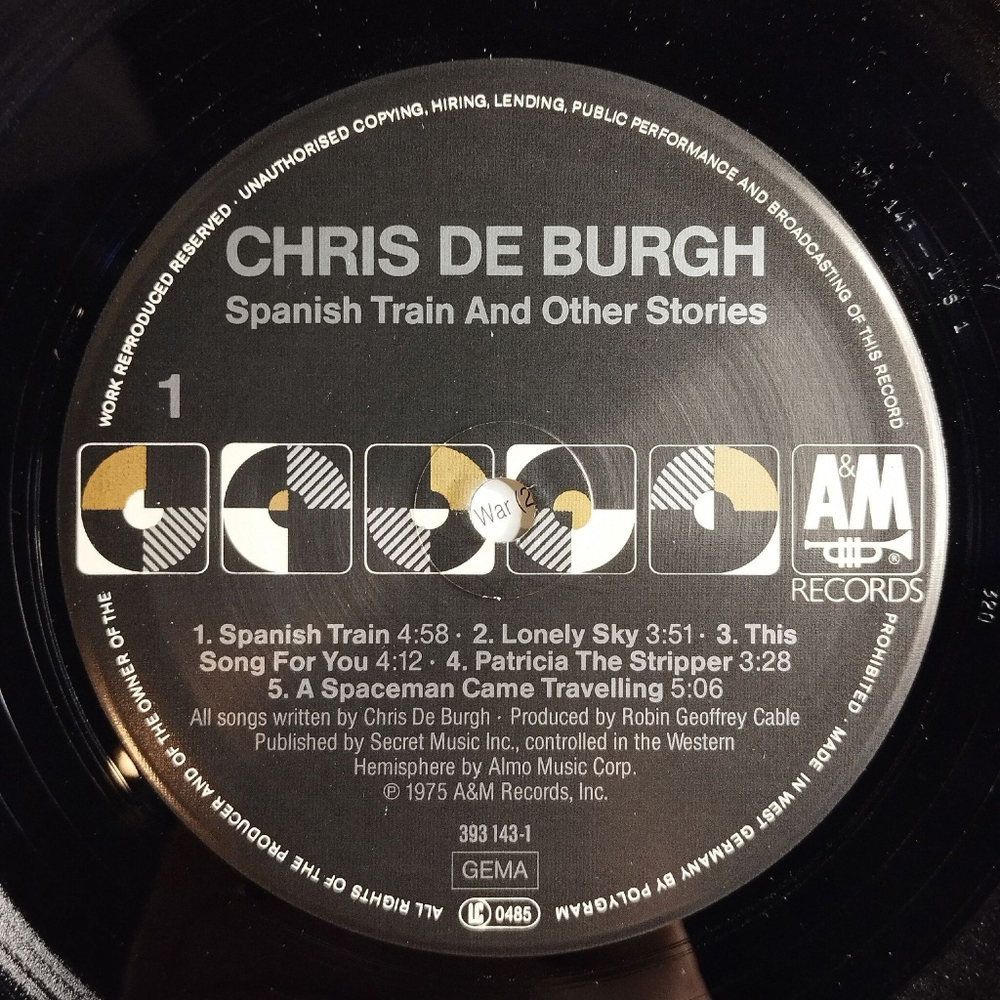 WORK REPRODUCED RESERVED · UNAUTHORISED COPYING, HIRING, LENDING, PUBLIC PERFORMANCE AND BROADCASTING OF THIS RECORD
CHRIS DE BURGH
Spanish Train And Other Stories
1
A&M
®
RECORDS
War (2
1. Spanish Train 4:58 · 2. Lonely Sky 3:51 · 3. This
Song For You 4:12 · 4. Patricia The Stripper 3:28
5. A Spaceman Came Travelling 5:06
All songs written by Chris De Burgh · Produced by Robin Geoffrey Cable
Published by Secret Music Inc., controlled in the Western
Hemisphere by Almo Music Corp.
℗ 1975 A&M Records, Inc.
393 143-1
GEMA
LC 0485
ALL RIGHTS OF THE PRODUCER AND OF THE OWNER OF THE
PROHIBITED · MADE IN WEST GERMANY BY POLYGRAM
320